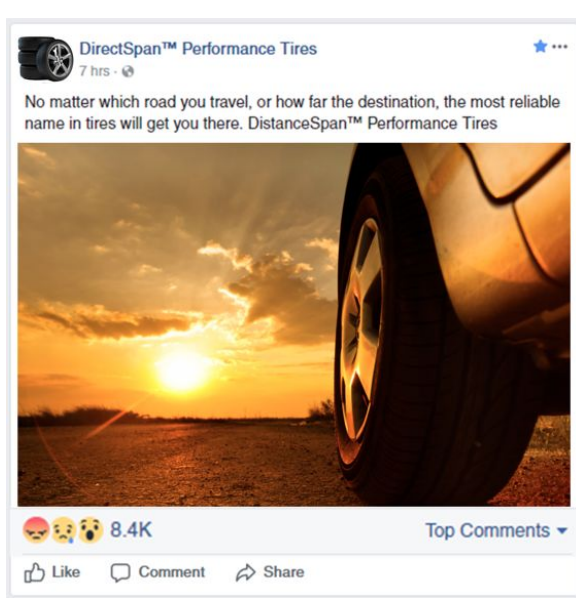 DirectSpan™ Performance Tires
7 hrs ·
No matter which road you travel, or how far the destination, the most reliable
name in tires will get you there. DistanceSpan™ Performance Tires
8.4K
Top Comments
Like
Comment
Share